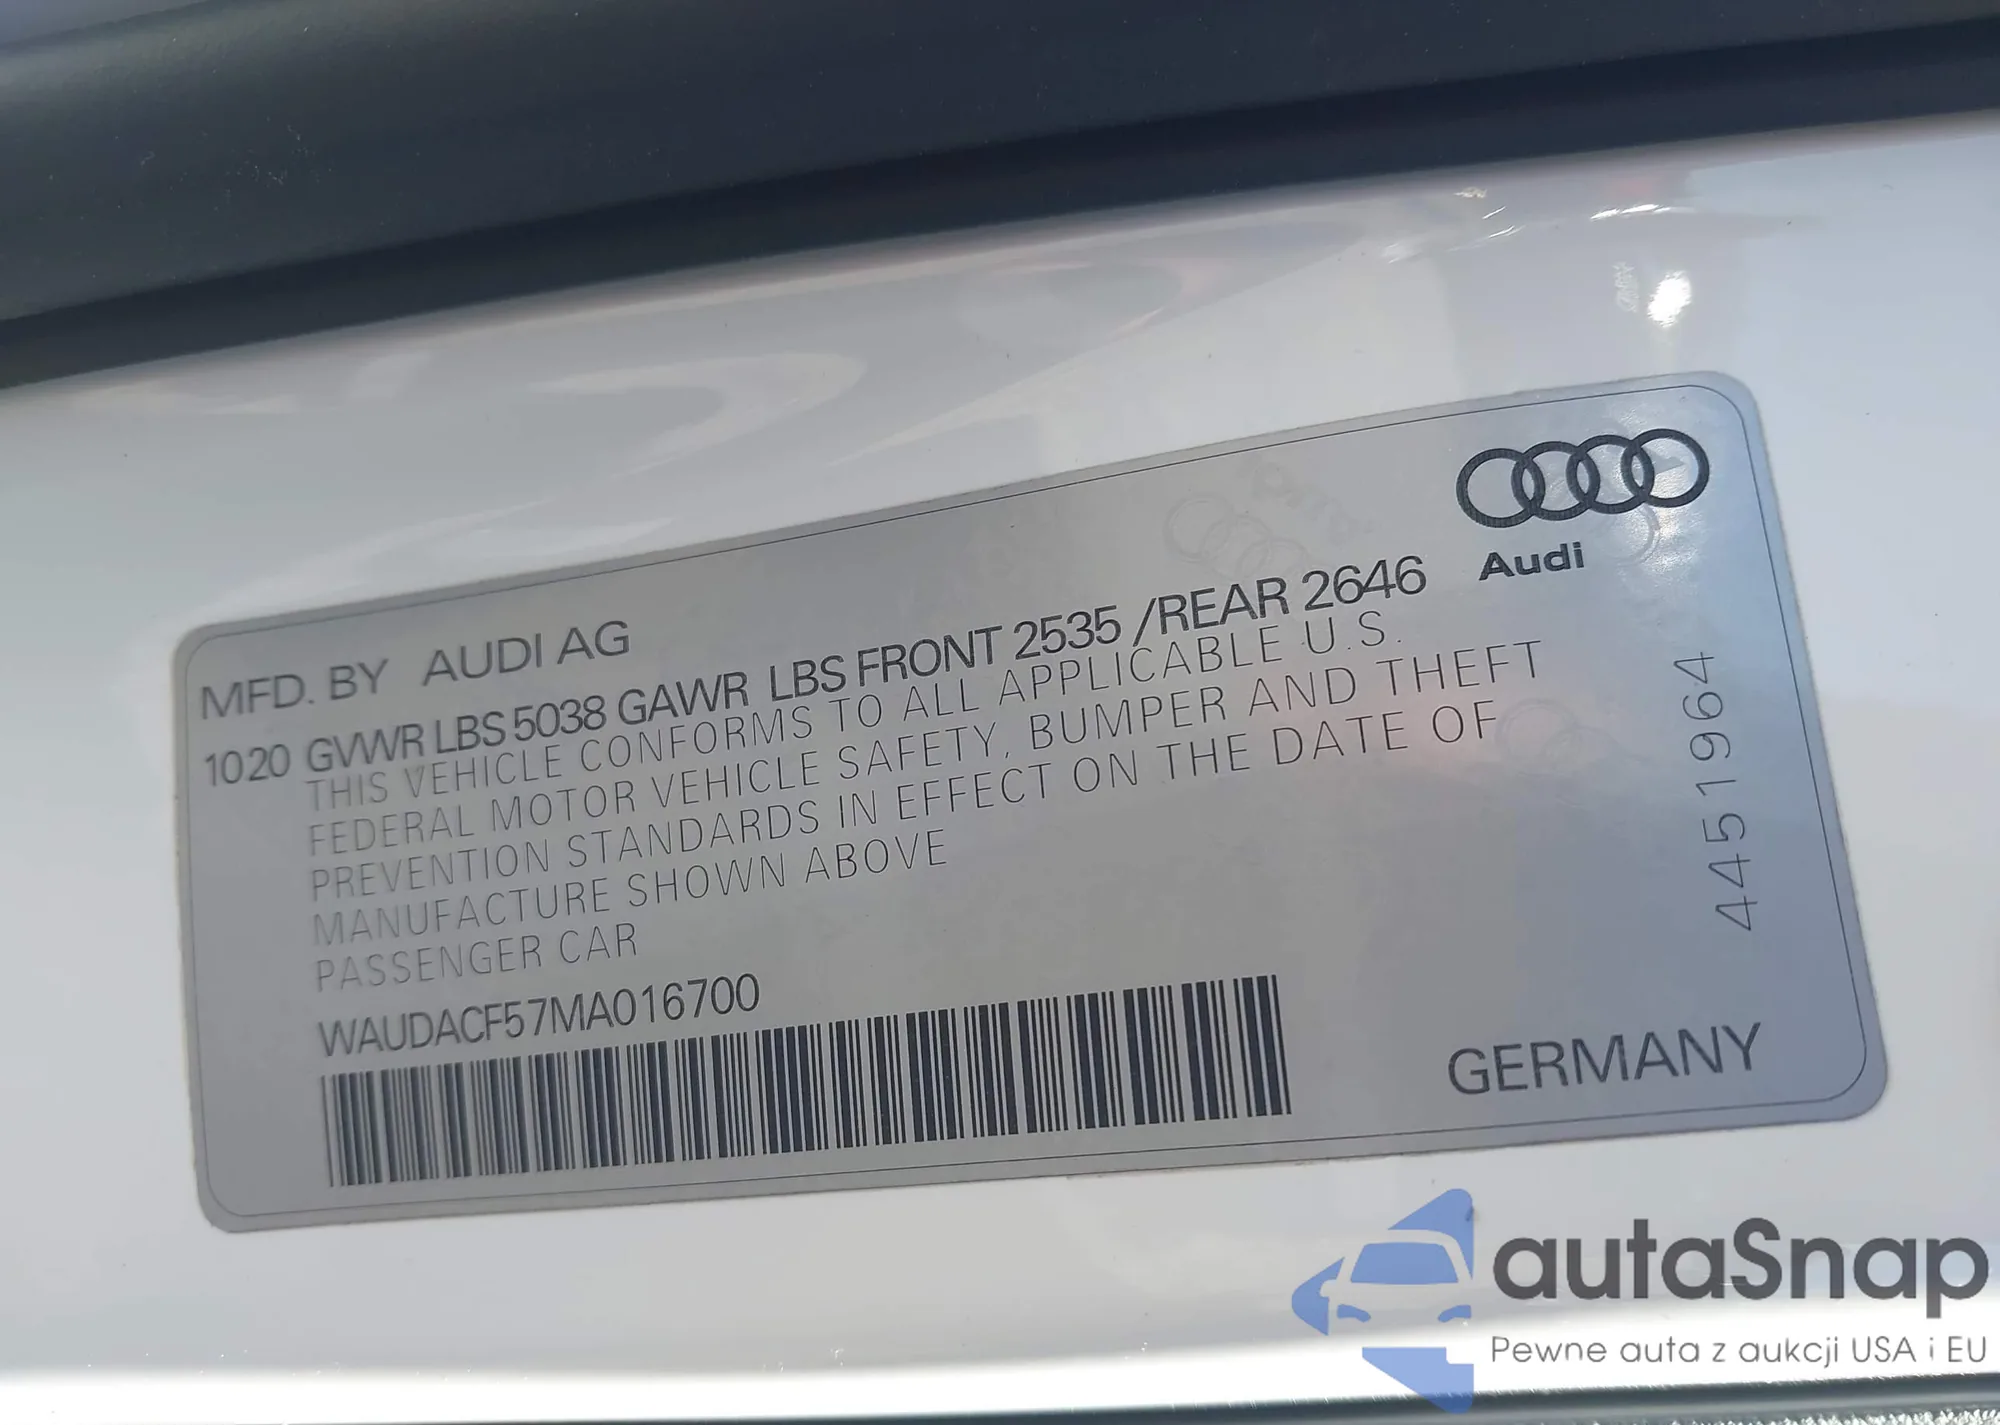 Audi
MFD. BY AUDI AG
1020 GVWR LBS 5038 GAWR LBS FRONT 2535 /REAR 2646
THIS VEHICLE CONFORMS TO ALL APPLICABLE U.S.
FEDERAL MOTOR VEHICLE SAFETY, BUMPER AND THEFT
PREVENTION STANDARDS IN EFFECT ON THE DATE OF
MANUFACTURE SHOWN ABOVE
PASSENGER CAR
WAUDACF57MA016700
GERMANY
4451964
autaSnap
Pewne auta z aukcji USA i EU